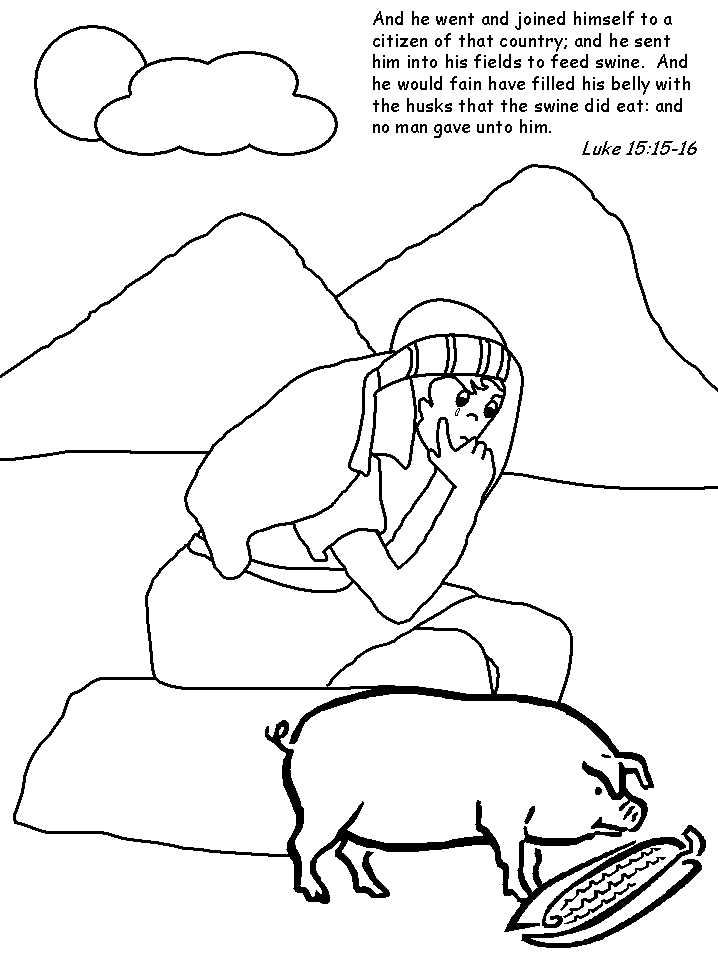 And he went and joined himself to a
citizen of that country; and he sent
him into his fields to feed swine.  And
he would fain have filled his belly with
the husks that the swine did eat: and
no man gave unto him.
Luke 15:15-16